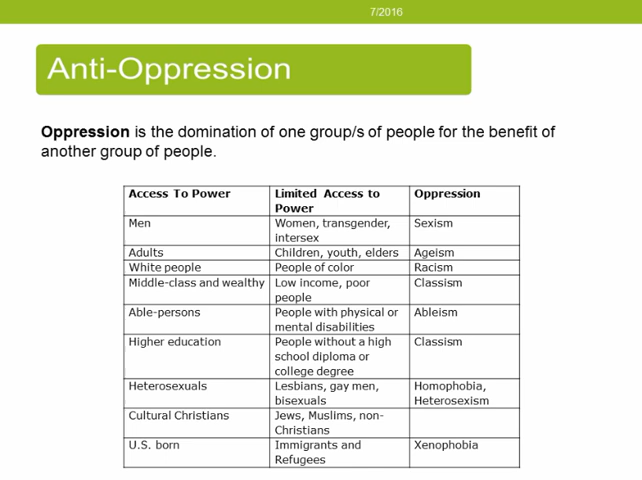 7/2016
Anti-Oppression
Oppression is the domination of one group/s of people for the benefit of
another group of people.
Access To Power Limited Access to Power Oppression
Men Women, transgender, intersex Sexism
Adults Children, youth, elders Ageism
White people People of color Racism
Middle-class and wealthy Low income, poor people Classism
Able-persons People with physical or mental disabilities Ableism
Higher education People without a high school diploma or college degree Classism
Heterosexuals Lesbians, gay men, bisexuals Homophobia, Heterosexism
Cultural Christians Jews, Muslims, non-Christians
U.S. born Immigrants and Refugees Xenophobia